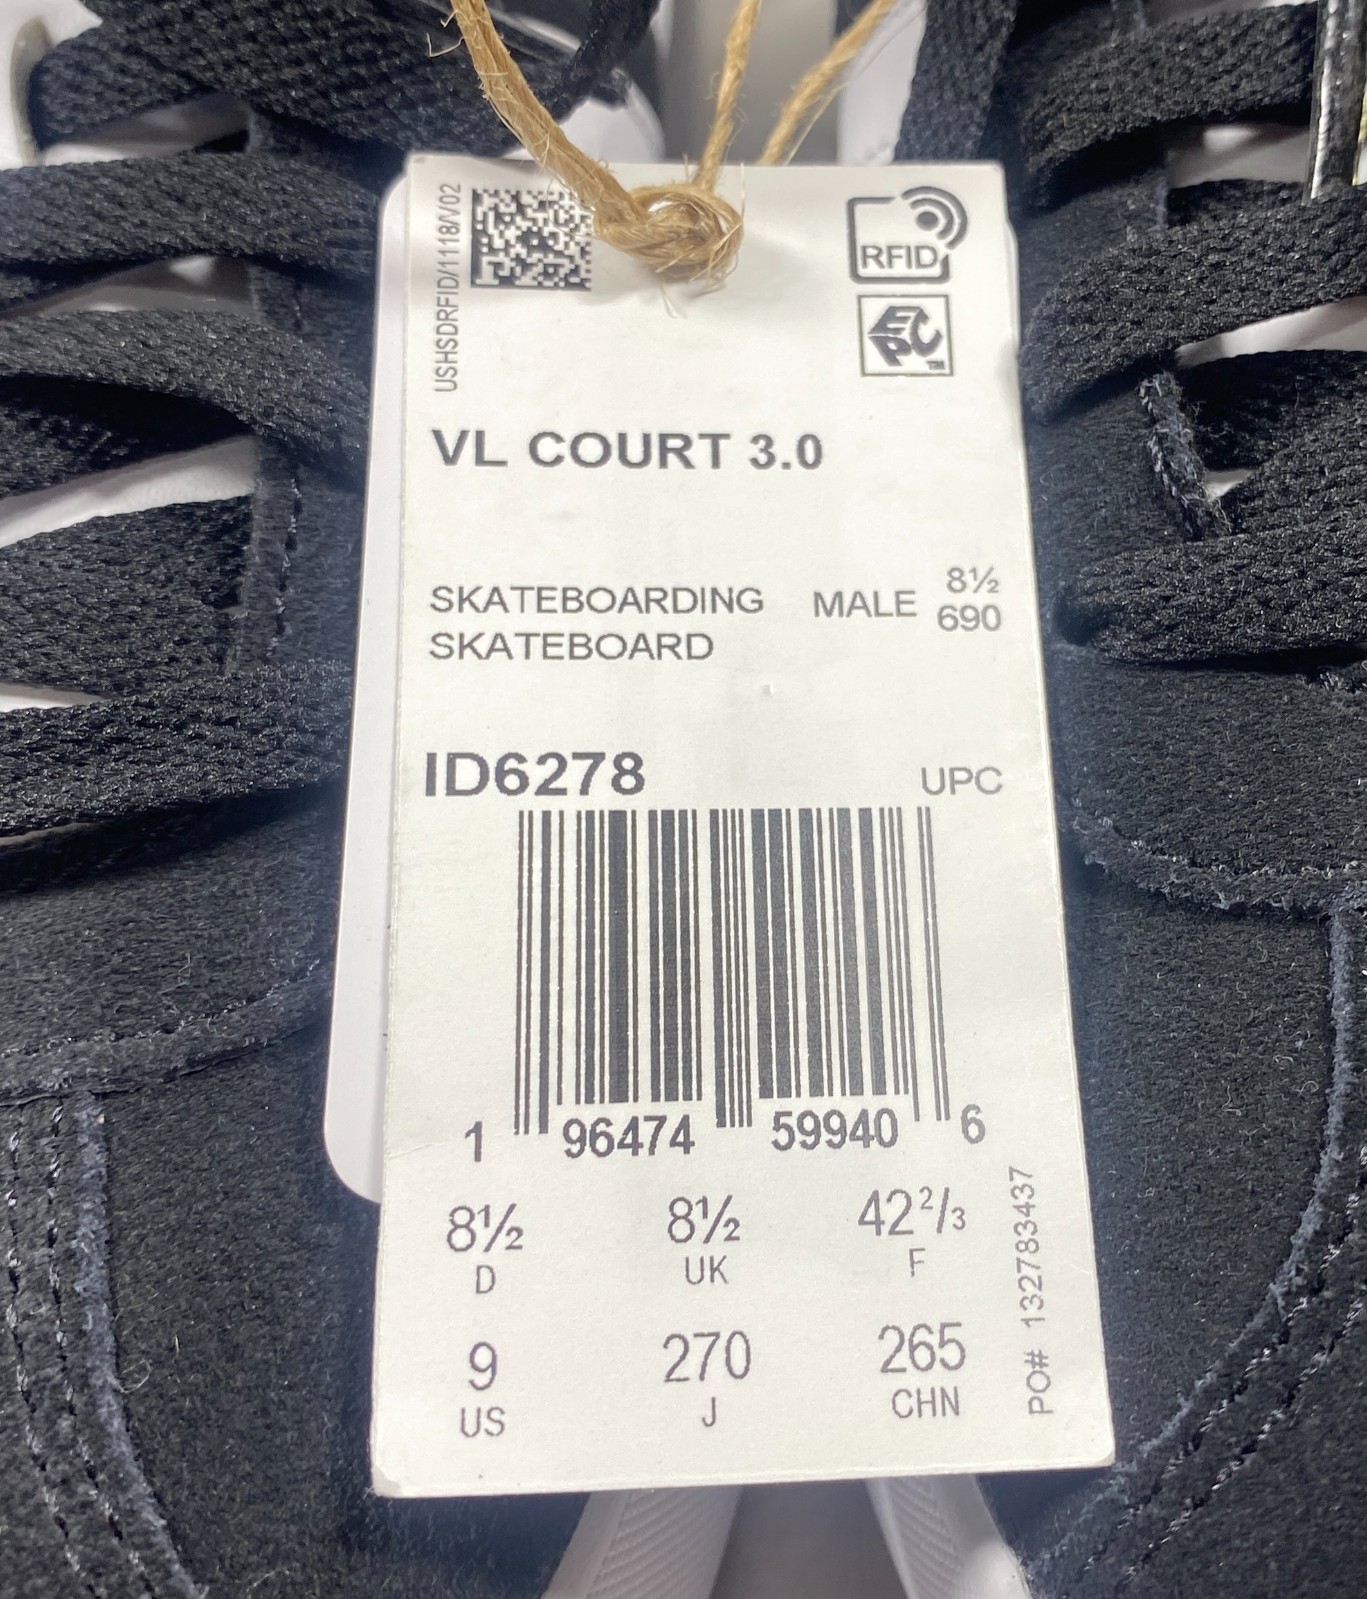 USHSDRFID/1118/V02
RFID
EPC™
VL COURT 3.0
SKATEBOARDING MALE 8½
SKATEBOARD 690
ID6278 UPC
1 96474 59940 6
8½ 8½ 42²/3
D UK F
9 270 265
US J CHN
PO# 132783437